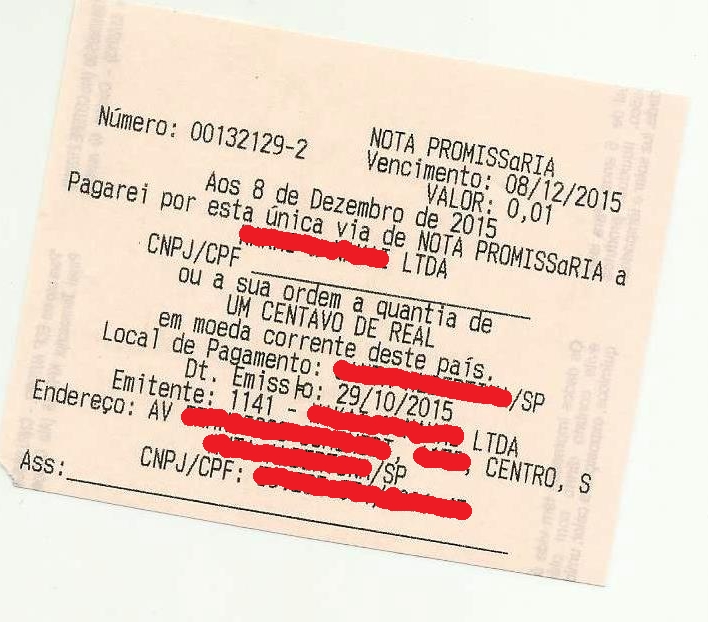 NOTA PROMISSaRIA
Número: 00132129-2 Vencimento: 08/12/2015
VALOR: 0,01
Aos 8 de Dezembro de 2015
Pagarei por esta única via de NOTA PROMISSaRIA a
LTDA
CNPJ/CPF
ou a sua ordem a quantia de
UM CENTAVO DE REAL
em moeda corrente deste país.
Local de Pagamento: /SP
Dt. Emiss├o: 29/10/2015
Emitente: 1141 - LTDA
Endereço: AV , , CENTRO, S
/SP
CNPJ/CPF:
Ass: